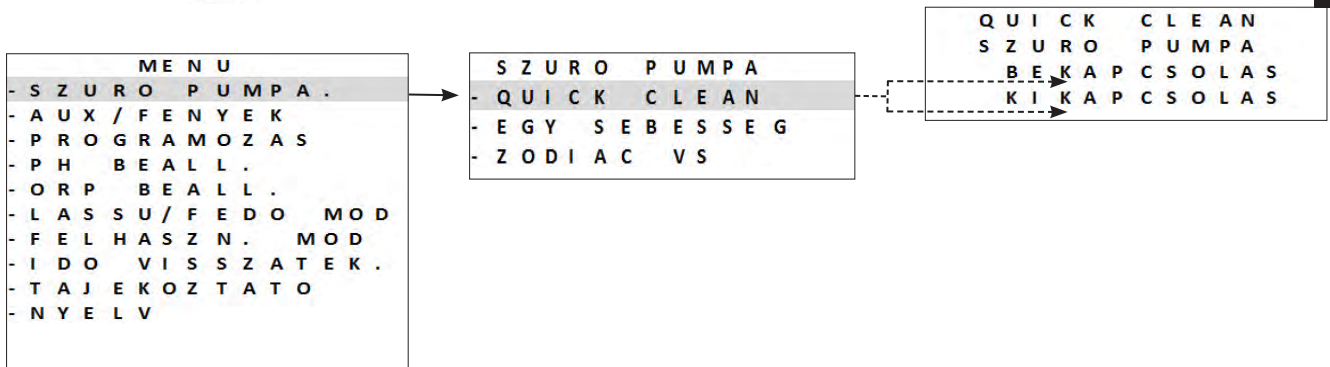 MENU
- SZURO PUMPA.
- AUX/FENYEK
- PROGRAMOZAS
- PH BEALL.
- ORP BEALL.
- LASSU/FEDO MOD
- FELHASZN. MOD
- IDO VISSZATEK.
- TAJEKOZTATO
- NYELV
SZURO PUMPA
- QUICK CLEAN
- EGY SEBESSEG
- ZODIAC VS
QUICK CLEAN
SZURO PUMPA
BEKAPCSOLAS
KIKAPCSOLAS